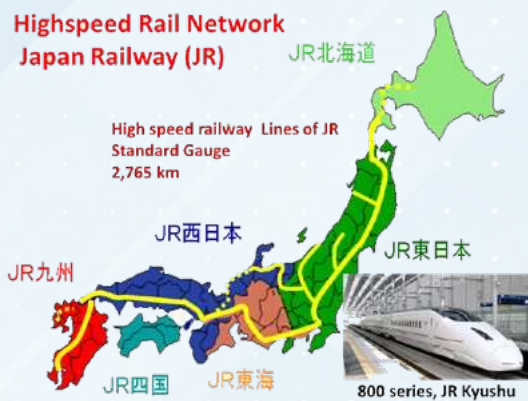 Highspeed Rail Network
Japan Railway (JR)
JR北海道
High speed railway Lines of JR
Standard Gauge
2,765 km
JR西日本
JR東日本
JR九州
JR四国
JR東海
800 series, JR Kyushu